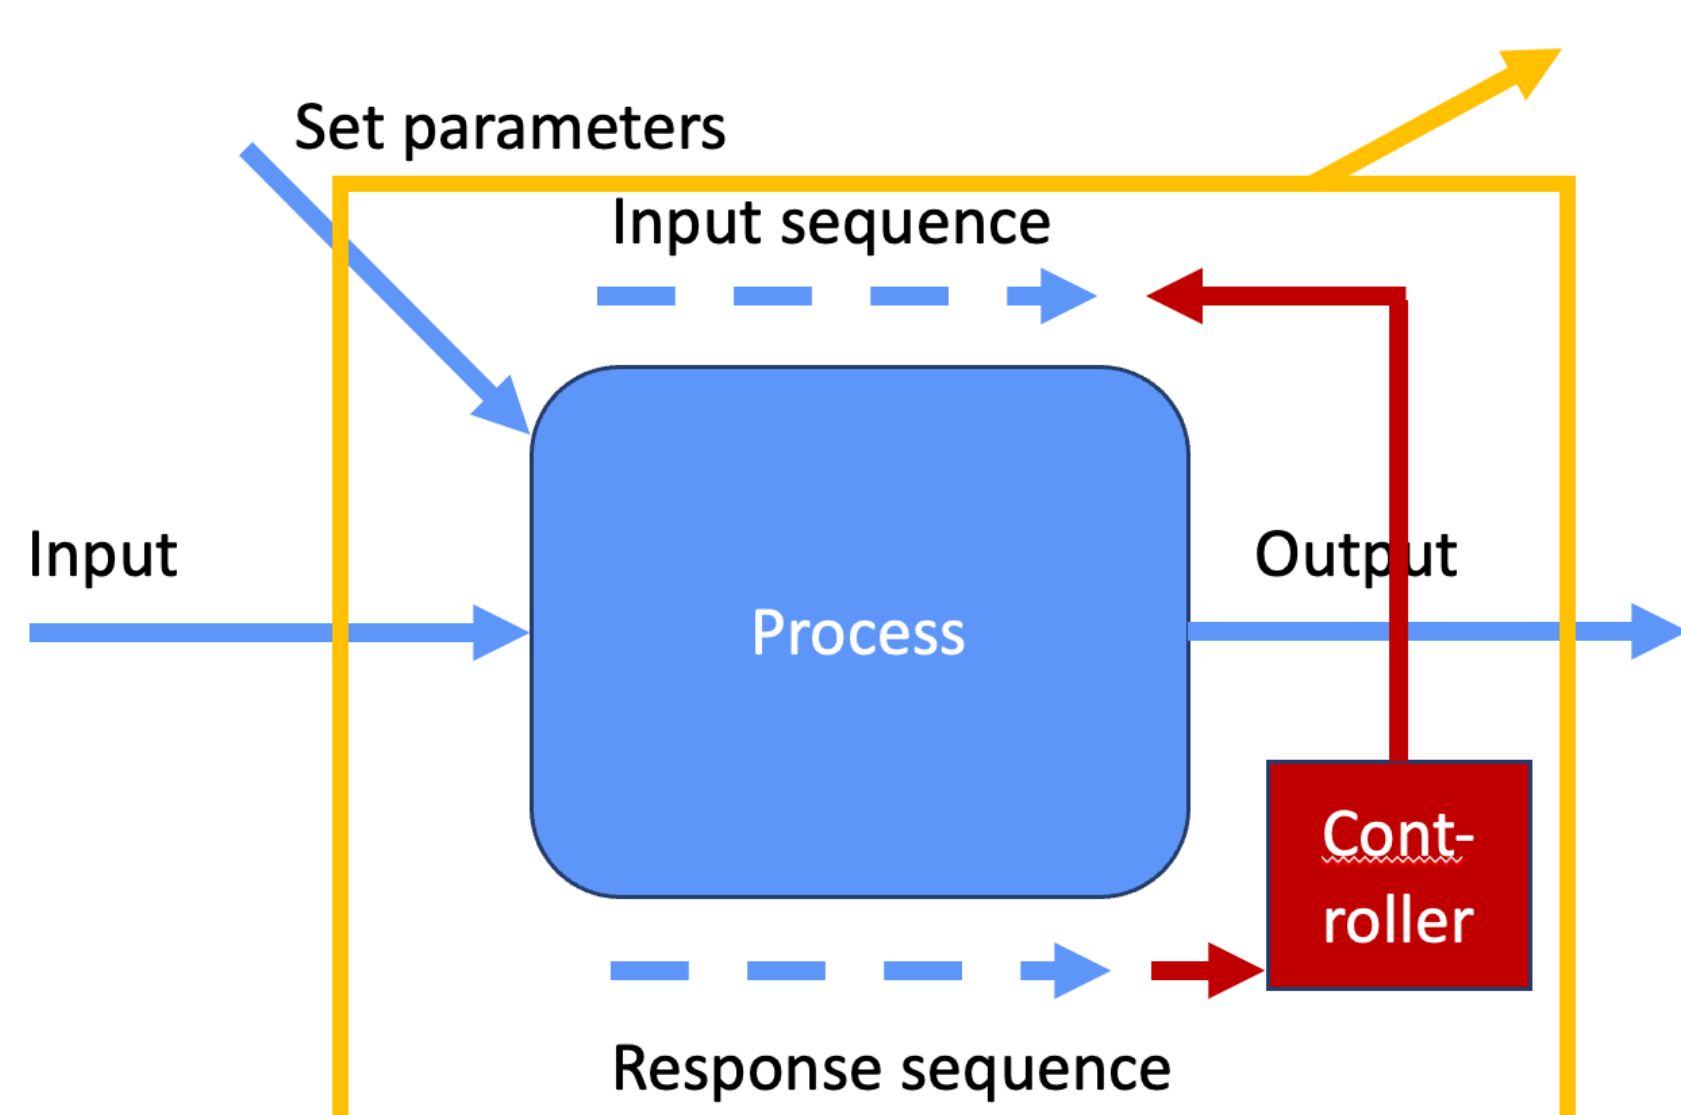 Set parameters
Input sequence
Input
Output
Process
Cont-
roller
Response sequence